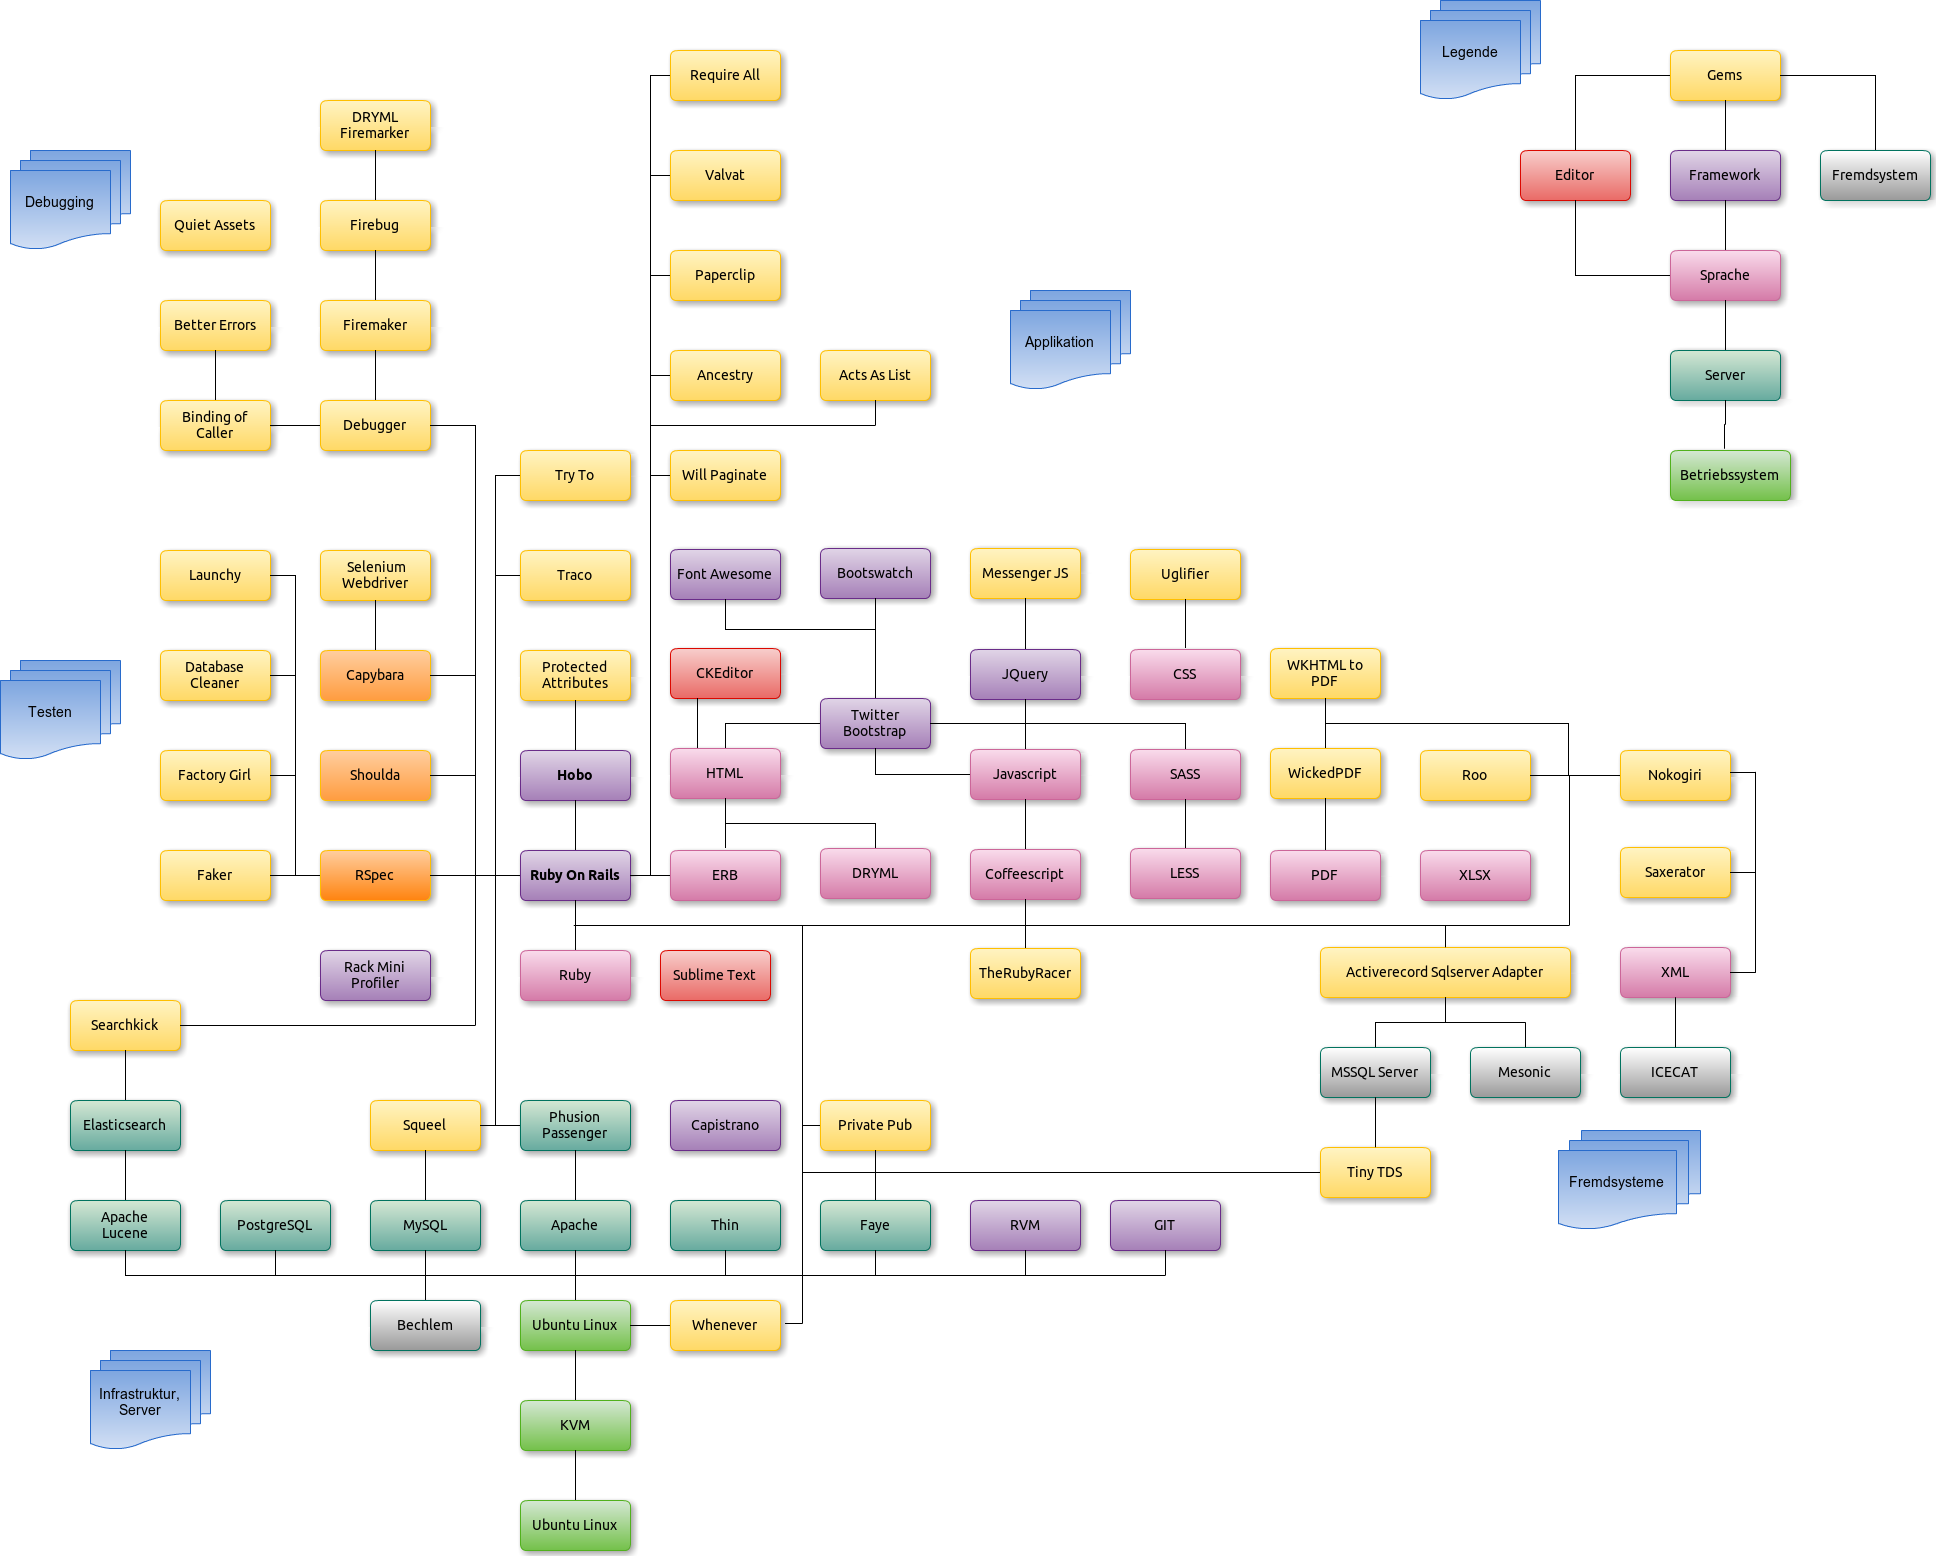 Legende
Require All
Gems
DRYML
Firemarker
Debugging
Valvat
Editor
Framework
Fremdsystem
Quiet Assets
Firebug
Paperclip
Sprache
Better Errors
Firemaker
Applikation
Ancestry
Acts As List
Server
Binding of
Caller
Debugger
Try To
Will Paginate
Betriebssystem
Launchy
Selenium
Webdriver
Traco
Font Awesome
Bootswatch
Messenger JS
Uglifier
Database
Cleaner
Capybara
Protected
Attributes
CKEditor
JQuery
CSS
WKHTML to
PDF
Testen
Twitter
Bootstrap
Factory Girl
Shoulda
Hobo
HTML
Javascript
SASS
WickedPDF
Roo
Nokogiri
Faker
RSpec
Ruby On Rails
ERB
DRYML
Coffeescript
LESS
PDF
XLSX
Saxerator
Rack Mini
Profiler
Ruby
Sublime Text
TheRubyRacer
Activerecord Sqlserver Adapter
XML
Searchkick
MSSQL Server
Mesonic
ICECAT
Elasticsearch
Squeel
Phusion
Passenger
Capistrano
Private Pub
Tiny TDS
Fremdsysteme
Apache
Lucene
PostgreSQL
MySQL
Apache
Thin
Faye
RVM
GIT
Bechlem
Ubuntu Linux
Whenever
Infrastruktur,
Server
KVM
Ubuntu Linux